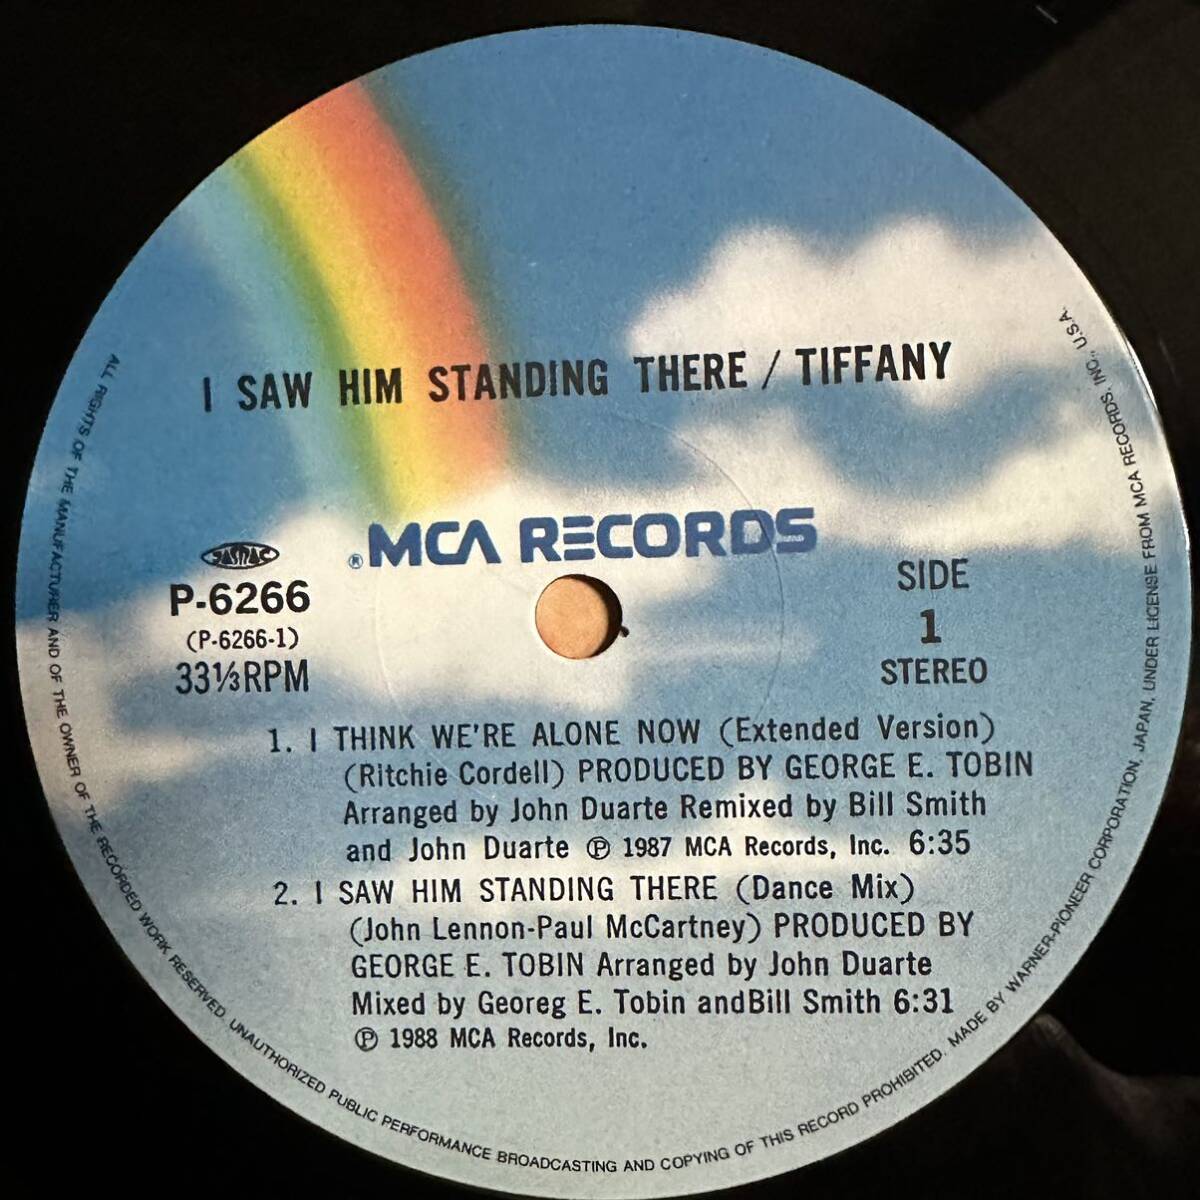 I SAW HIM STANDING THERE / TIFFANY
® MCA RECORDS
JASRAC
P-6266
(P-6266-1)
33⅓RPM
SIDE
1
STEREO
1. I THINK WE'RE ALONE NOW (Extended Version)
(Ritchie Cordell) PRODUCED BY GEORGE E. TOBIN
Arranged by John Duarte Remixed by Bill Smith
and John Duarte ℗ 1987 MCA Records, Inc. 6:35
2. I SAW HIM STANDING THERE (Dance Mix)
(John Lennon-Paul McCartney) PRODUCED BY
GEORGE E. TOBIN Arranged by John Duarte
Mixed by Georeg E. Tobin andBill Smith 6:31
℗ 1988 MCA Records, Inc.
ALL RIGHTS OF THE MANUFACTURER AND OF THE OWNER OF THE RECORDED WORK RESERVED. UNAUTHORIZED PUBLIC PERFORMANCE BROADCASTING AND COPYING OF THIS RECORD PROHIBITED. MADE BY WARNER-PIONEER CORPORATION, JAPAN, UNDER LICENSE FROM MCA RECORDS, INC., U.S.A.